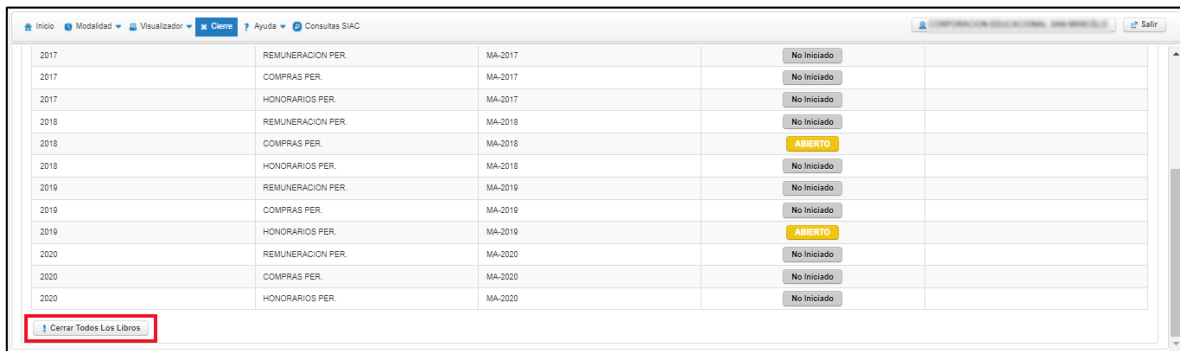 Inicio Modalidad Visualizador Cierre ? Ayuda Consultas SIAC CORPORACION EDUCACIONAL SAN MARCELO Salir
2017 REMUNERACION PER. MA-2017 No Iniciado
2017 COMPRAS PER. MA-2017 No Iniciado
2017 HONORARIOS PER. MA-2017 No Iniciado
2018 REMUNERACION PER. MA-2018 No Iniciado
2018 COMPRAS PER. MA-2018 ABIERTO
2018 HONORARIOS PER. MA-2018 No Iniciado
2019 REMUNERACION PER. MA-2019 No Iniciado
2019 COMPRAS PER. MA-2019 No Iniciado
2019 HONORARIOS PER. MA-2019 ABIERTO
2020 REMUNERACION PER. MA-2020 No Iniciado
2020 COMPRAS PER. MA-2020 No Iniciado
2020 HONORARIOS PER. MA-2020 No Iniciado
! Cerrar Todos Los Libros